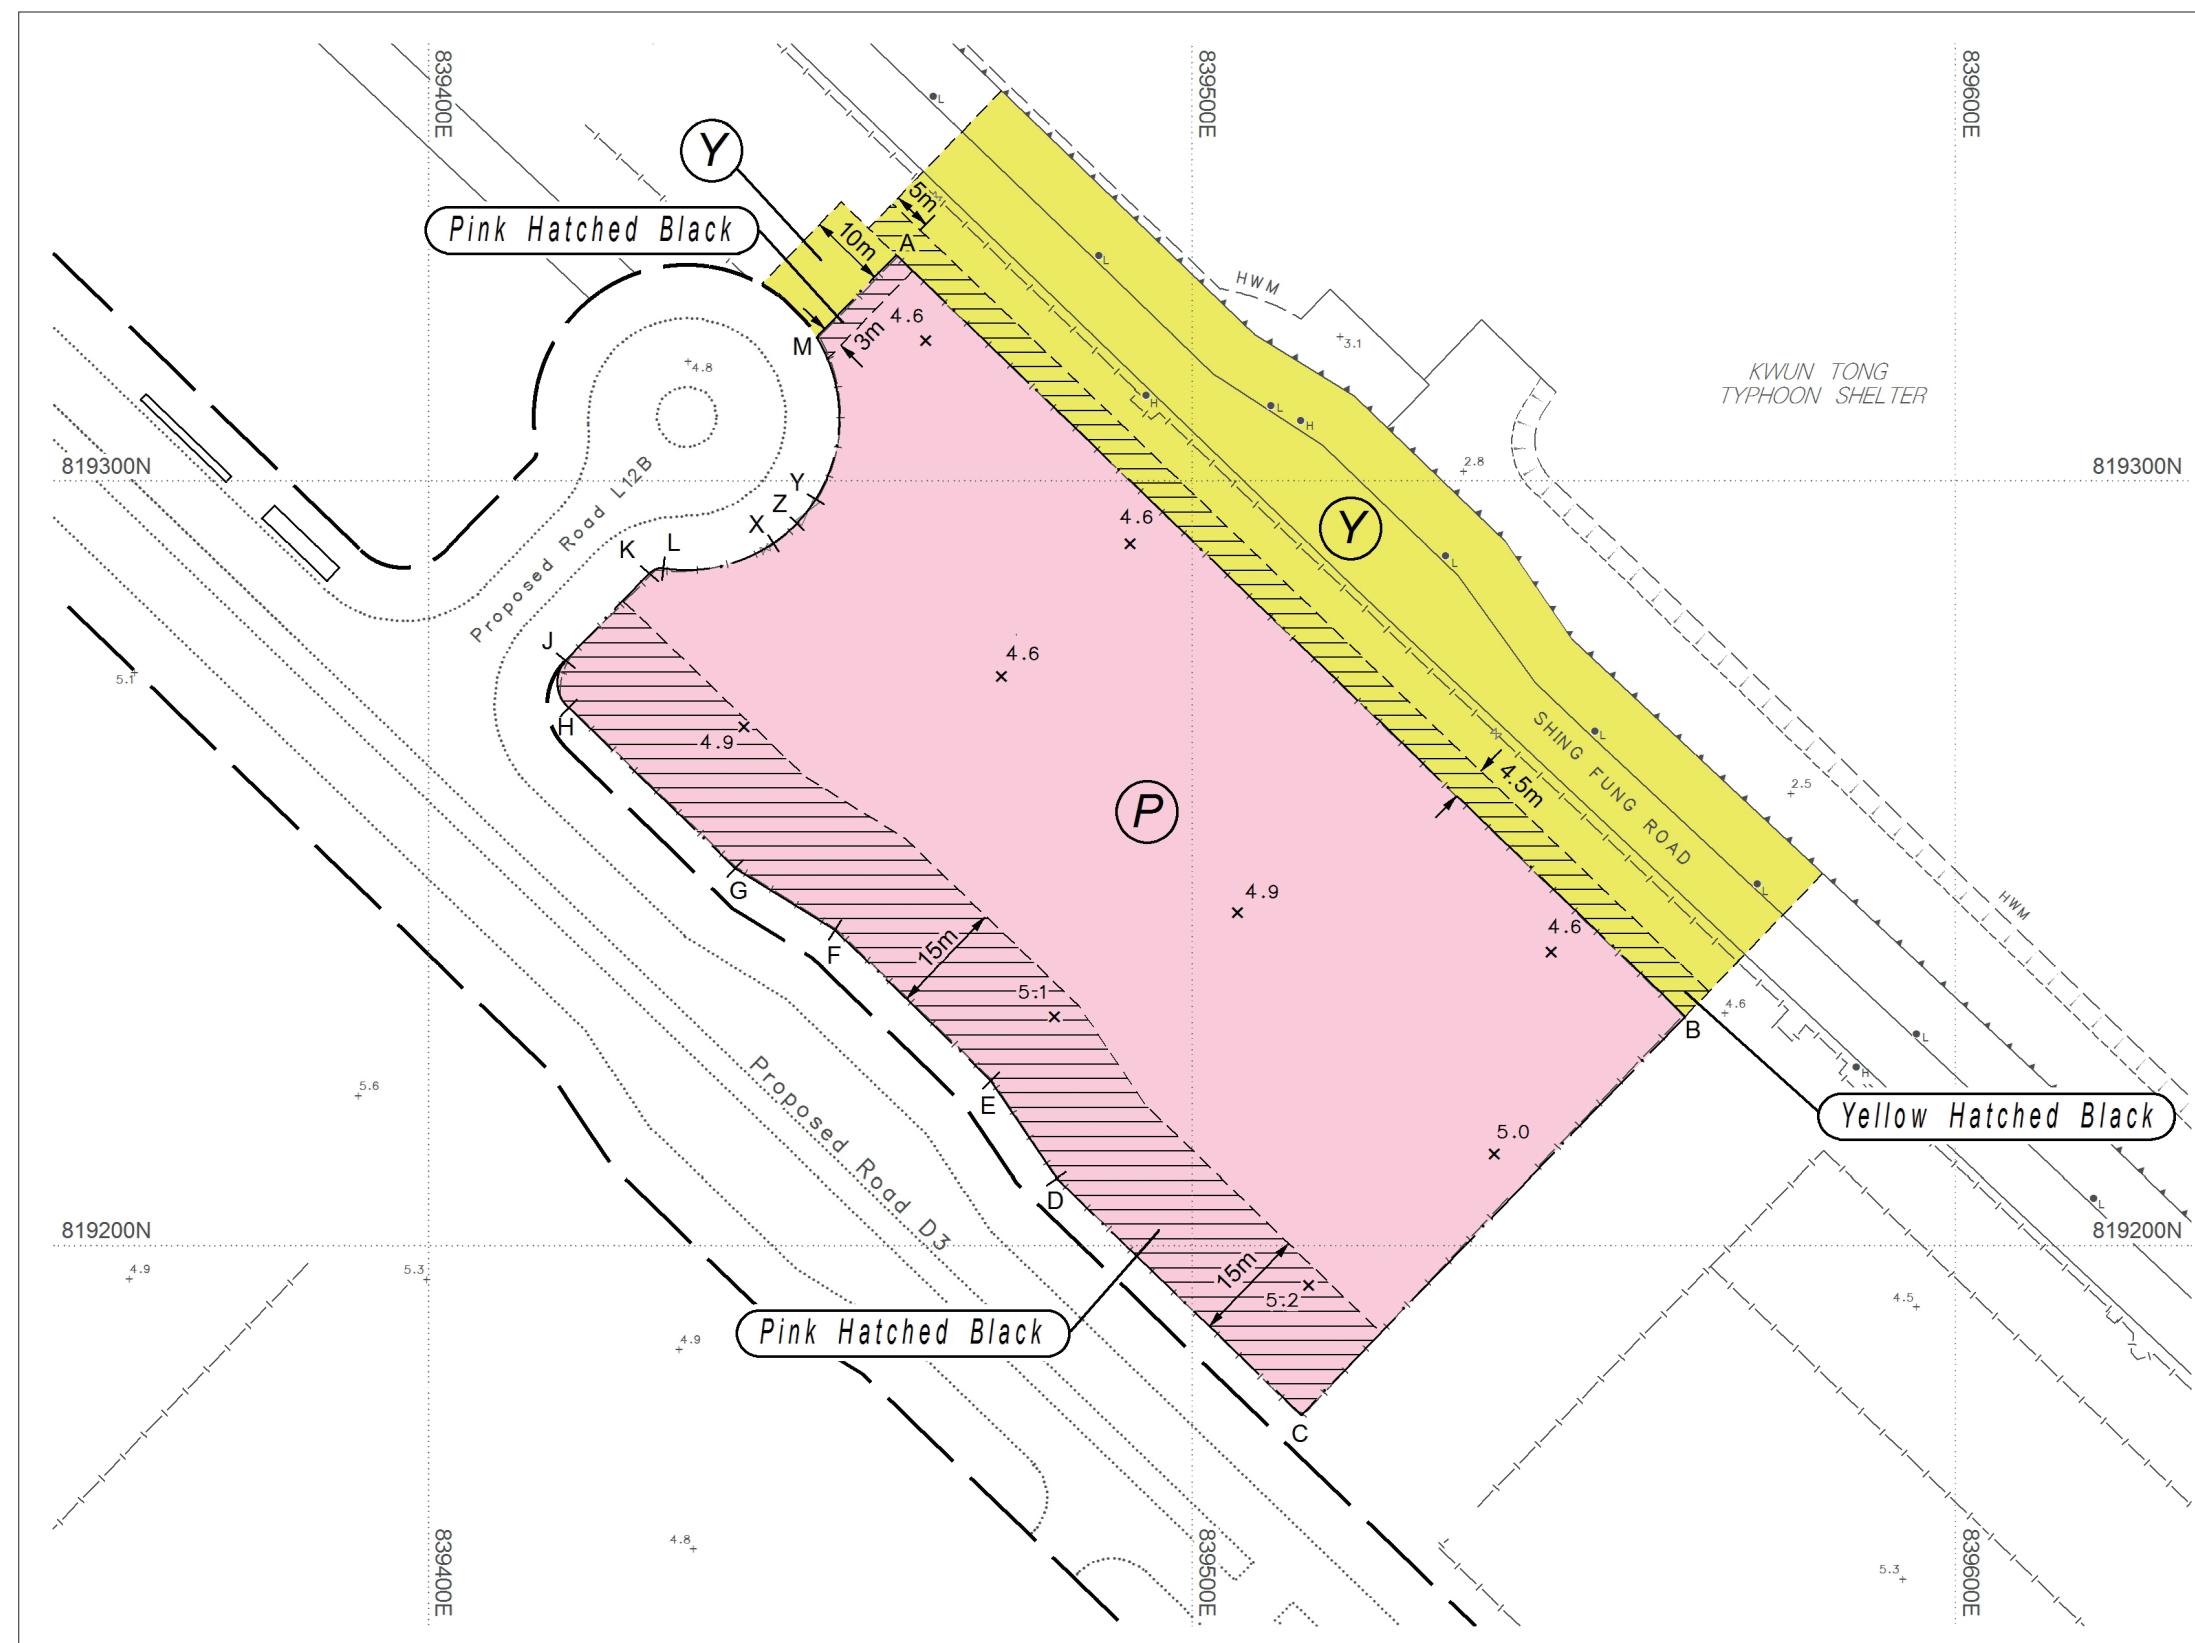 839400E
839500E
839600E
L
Y
Pink Hatched Black
5m
10m
A
L
HWM
3.1
KWUN TONG
TYPHOON SHELTER
4.6
3m
M
4.8
H
L
H
819300N
819300N
2.8
Proposed Road L12B
Y
Z
X
4.6
Y
L
K
L
J
4.6
5.1
H
4.9
SHING FUNG ROAD
L
4.5m
2.5
P
G
4.9
L
HWM
F
15m
4.6
5.1
4.6
B
L
H
E
5.6
Proposed Road D3
Yellow Hatched Black
5.0
D
L
819200N
819200N
4.9
5.3
15m
5.2
4.5
Pink Hatched Black
4.9
C
4.8
5.3
839400E
839500E
839600E